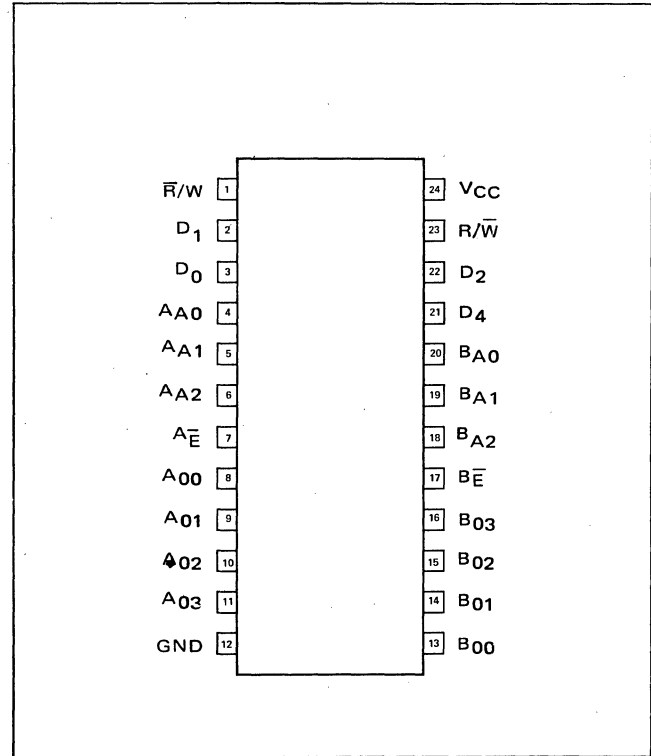 R̅/W 1 24 VCC
D1 2 23 R/W̅
D0 3 22 D2
AA0 4 21 D4
AA1 5 20 BA0
AA2 6 19 BA1
AE̅ 7 18 BA2
A00 8 17 BE̅
A01 9 16 B03
A02 10 15 B02
A03 11 14 B01
GND 12 13 B00